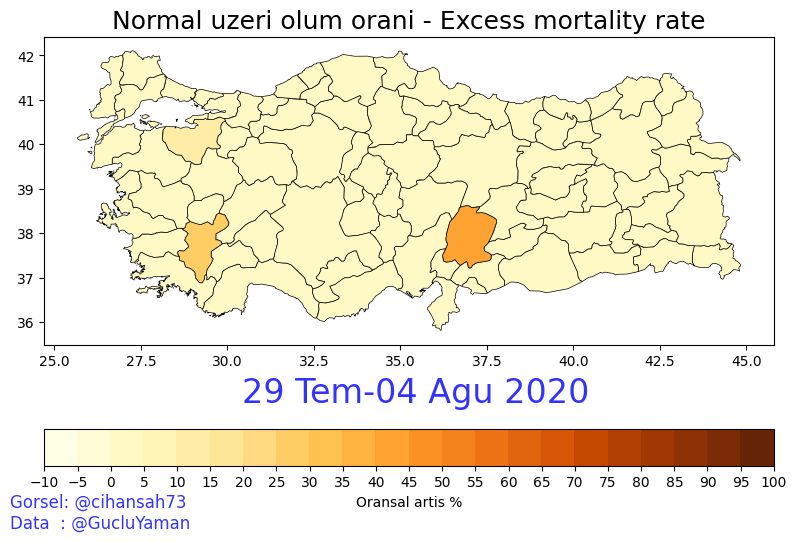 Normal uzeri olum orani - Excess mortality rate
42
41
40
39
38
37
36
25.0 27.5 30.0 32.5 35.0 37.5 40.0 42.5 45.0
29 Tem-04 Agu 2020
−10 −5 0 5 10 15 20 25 30 35 40 45 50 55 60 65 70 75 80 85 90 95 100
Oransal artis %
Gorsel: @cihansah73
Data : @GucluYaman